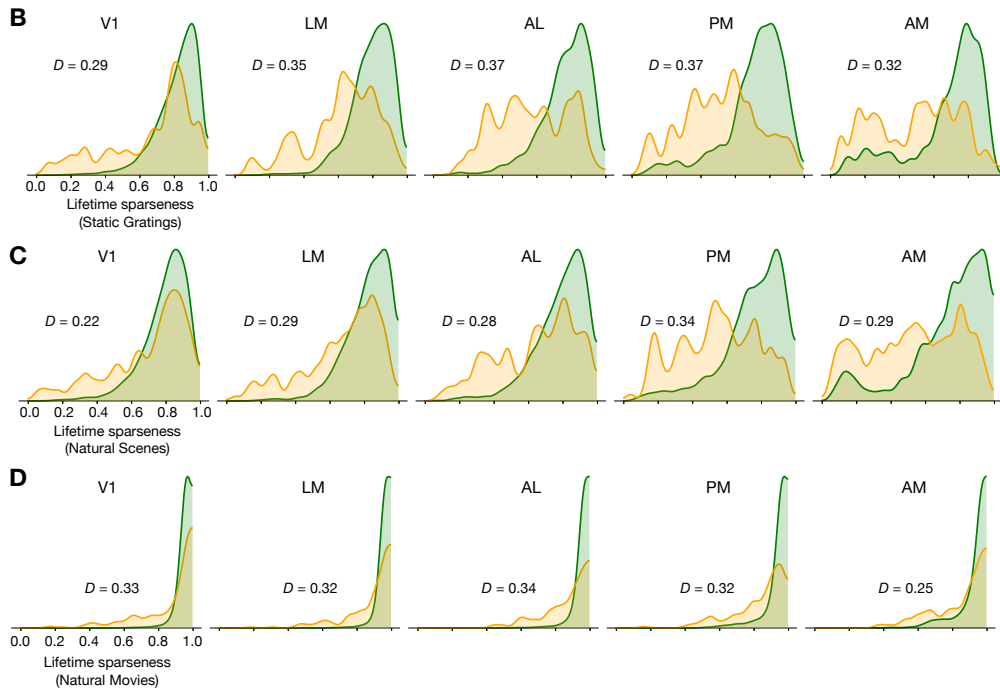 B
V1 LM AL PM AM
D = 0.29 D = 0.35 D = 0.37 D = 0.37 D = 0.32
0.0 0.2 0.4 0.6 0.8 1.0
Lifetime sparseness
(Static Gratings)
C
V1 LM AL PM AM
D = 0.22 D = 0.29 D = 0.28 D = 0.34 D = 0.29
0.0 0.2 0.4 0.6 0.8 1.0
Lifetime sparseness
(Natural Scenes)
D
V1 LM AL PM AM
D = 0.33 D = 0.32 D = 0.34 D = 0.32 D = 0.25
0.0 0.2 0.4 0.6 0.8 1.0
Lifetime sparseness
(Natural Movies)